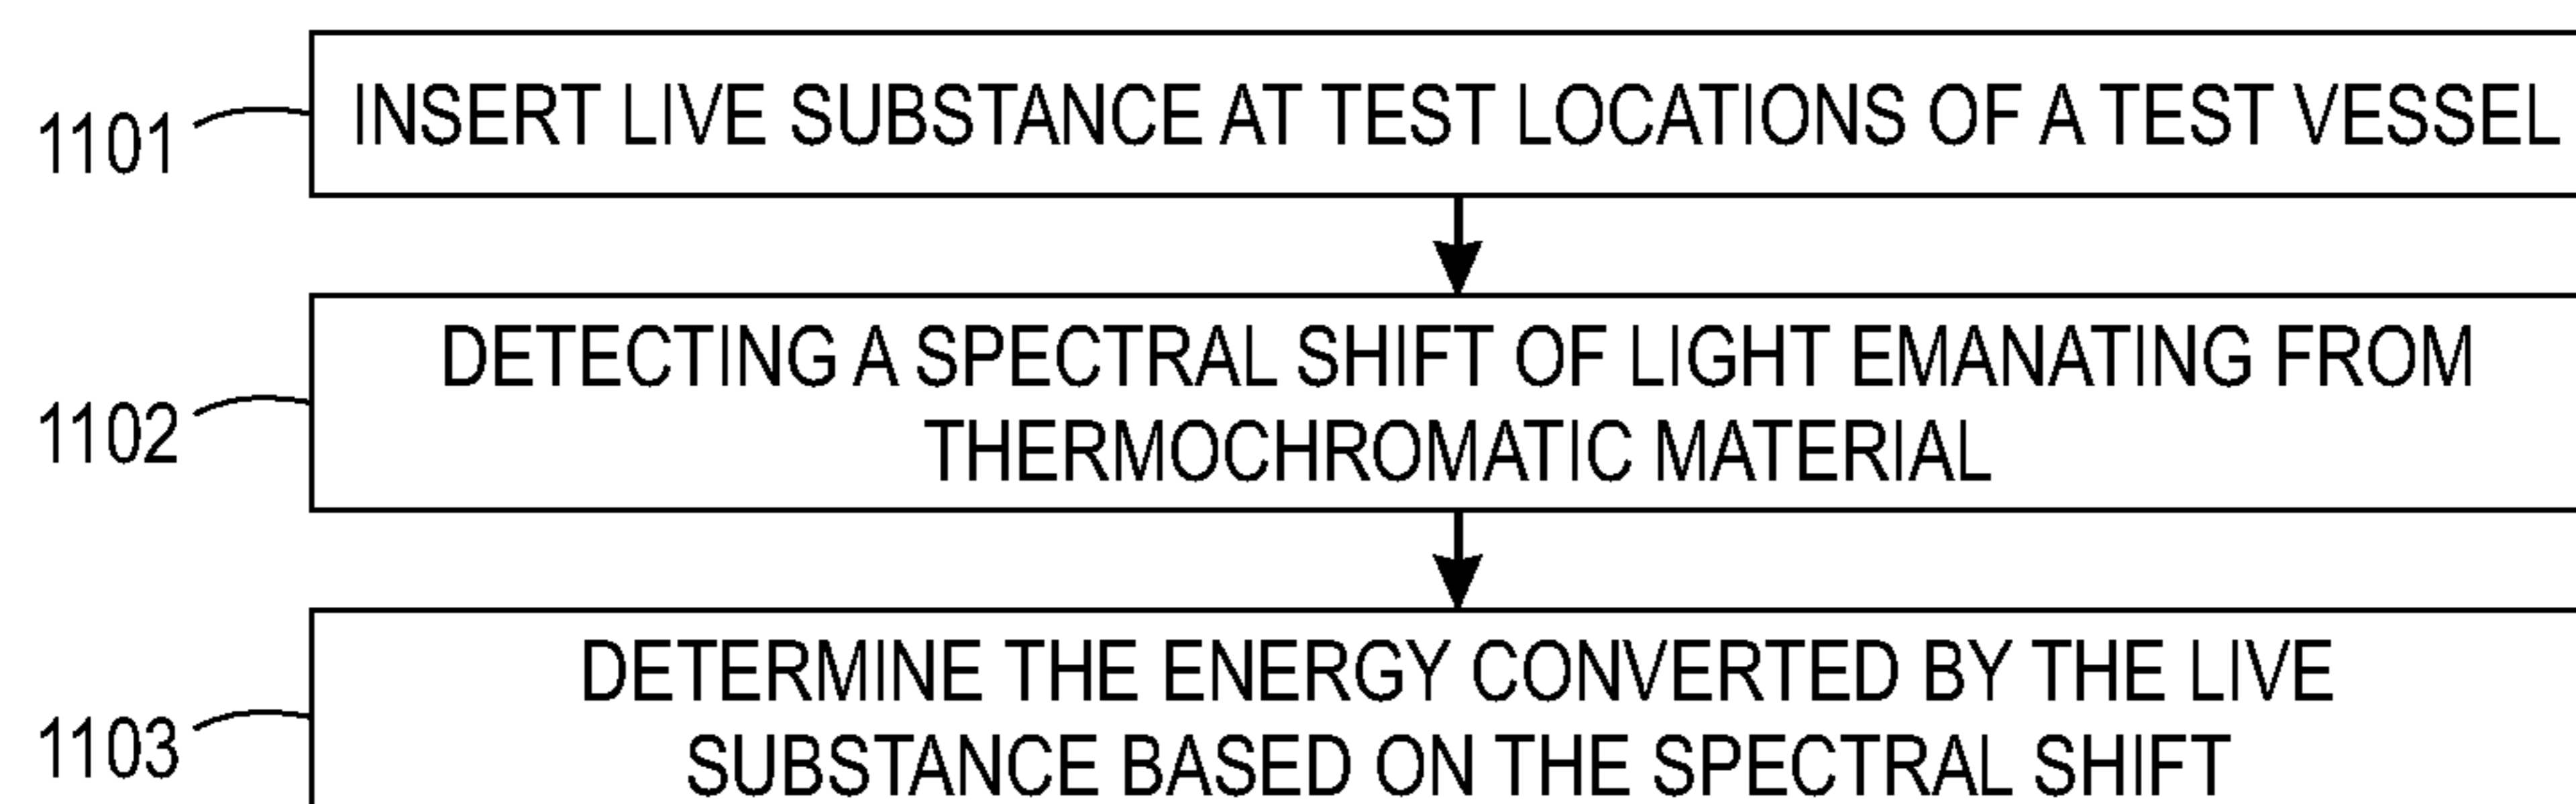 1101
INSERT LIVE SUBSTANCE AT TEST LOCATIONS OF A TEST VESSEL
1102
DETECTING A SPECTRAL SHIFT OF LIGHT EMANATING FROM
THERMOCHROMATIC MATERIAL
1103
DETERMINE THE ENERGY CONVERTED BY THE LIVE
SUBSTANCE BASED ON THE SPECTRAL SHIFT